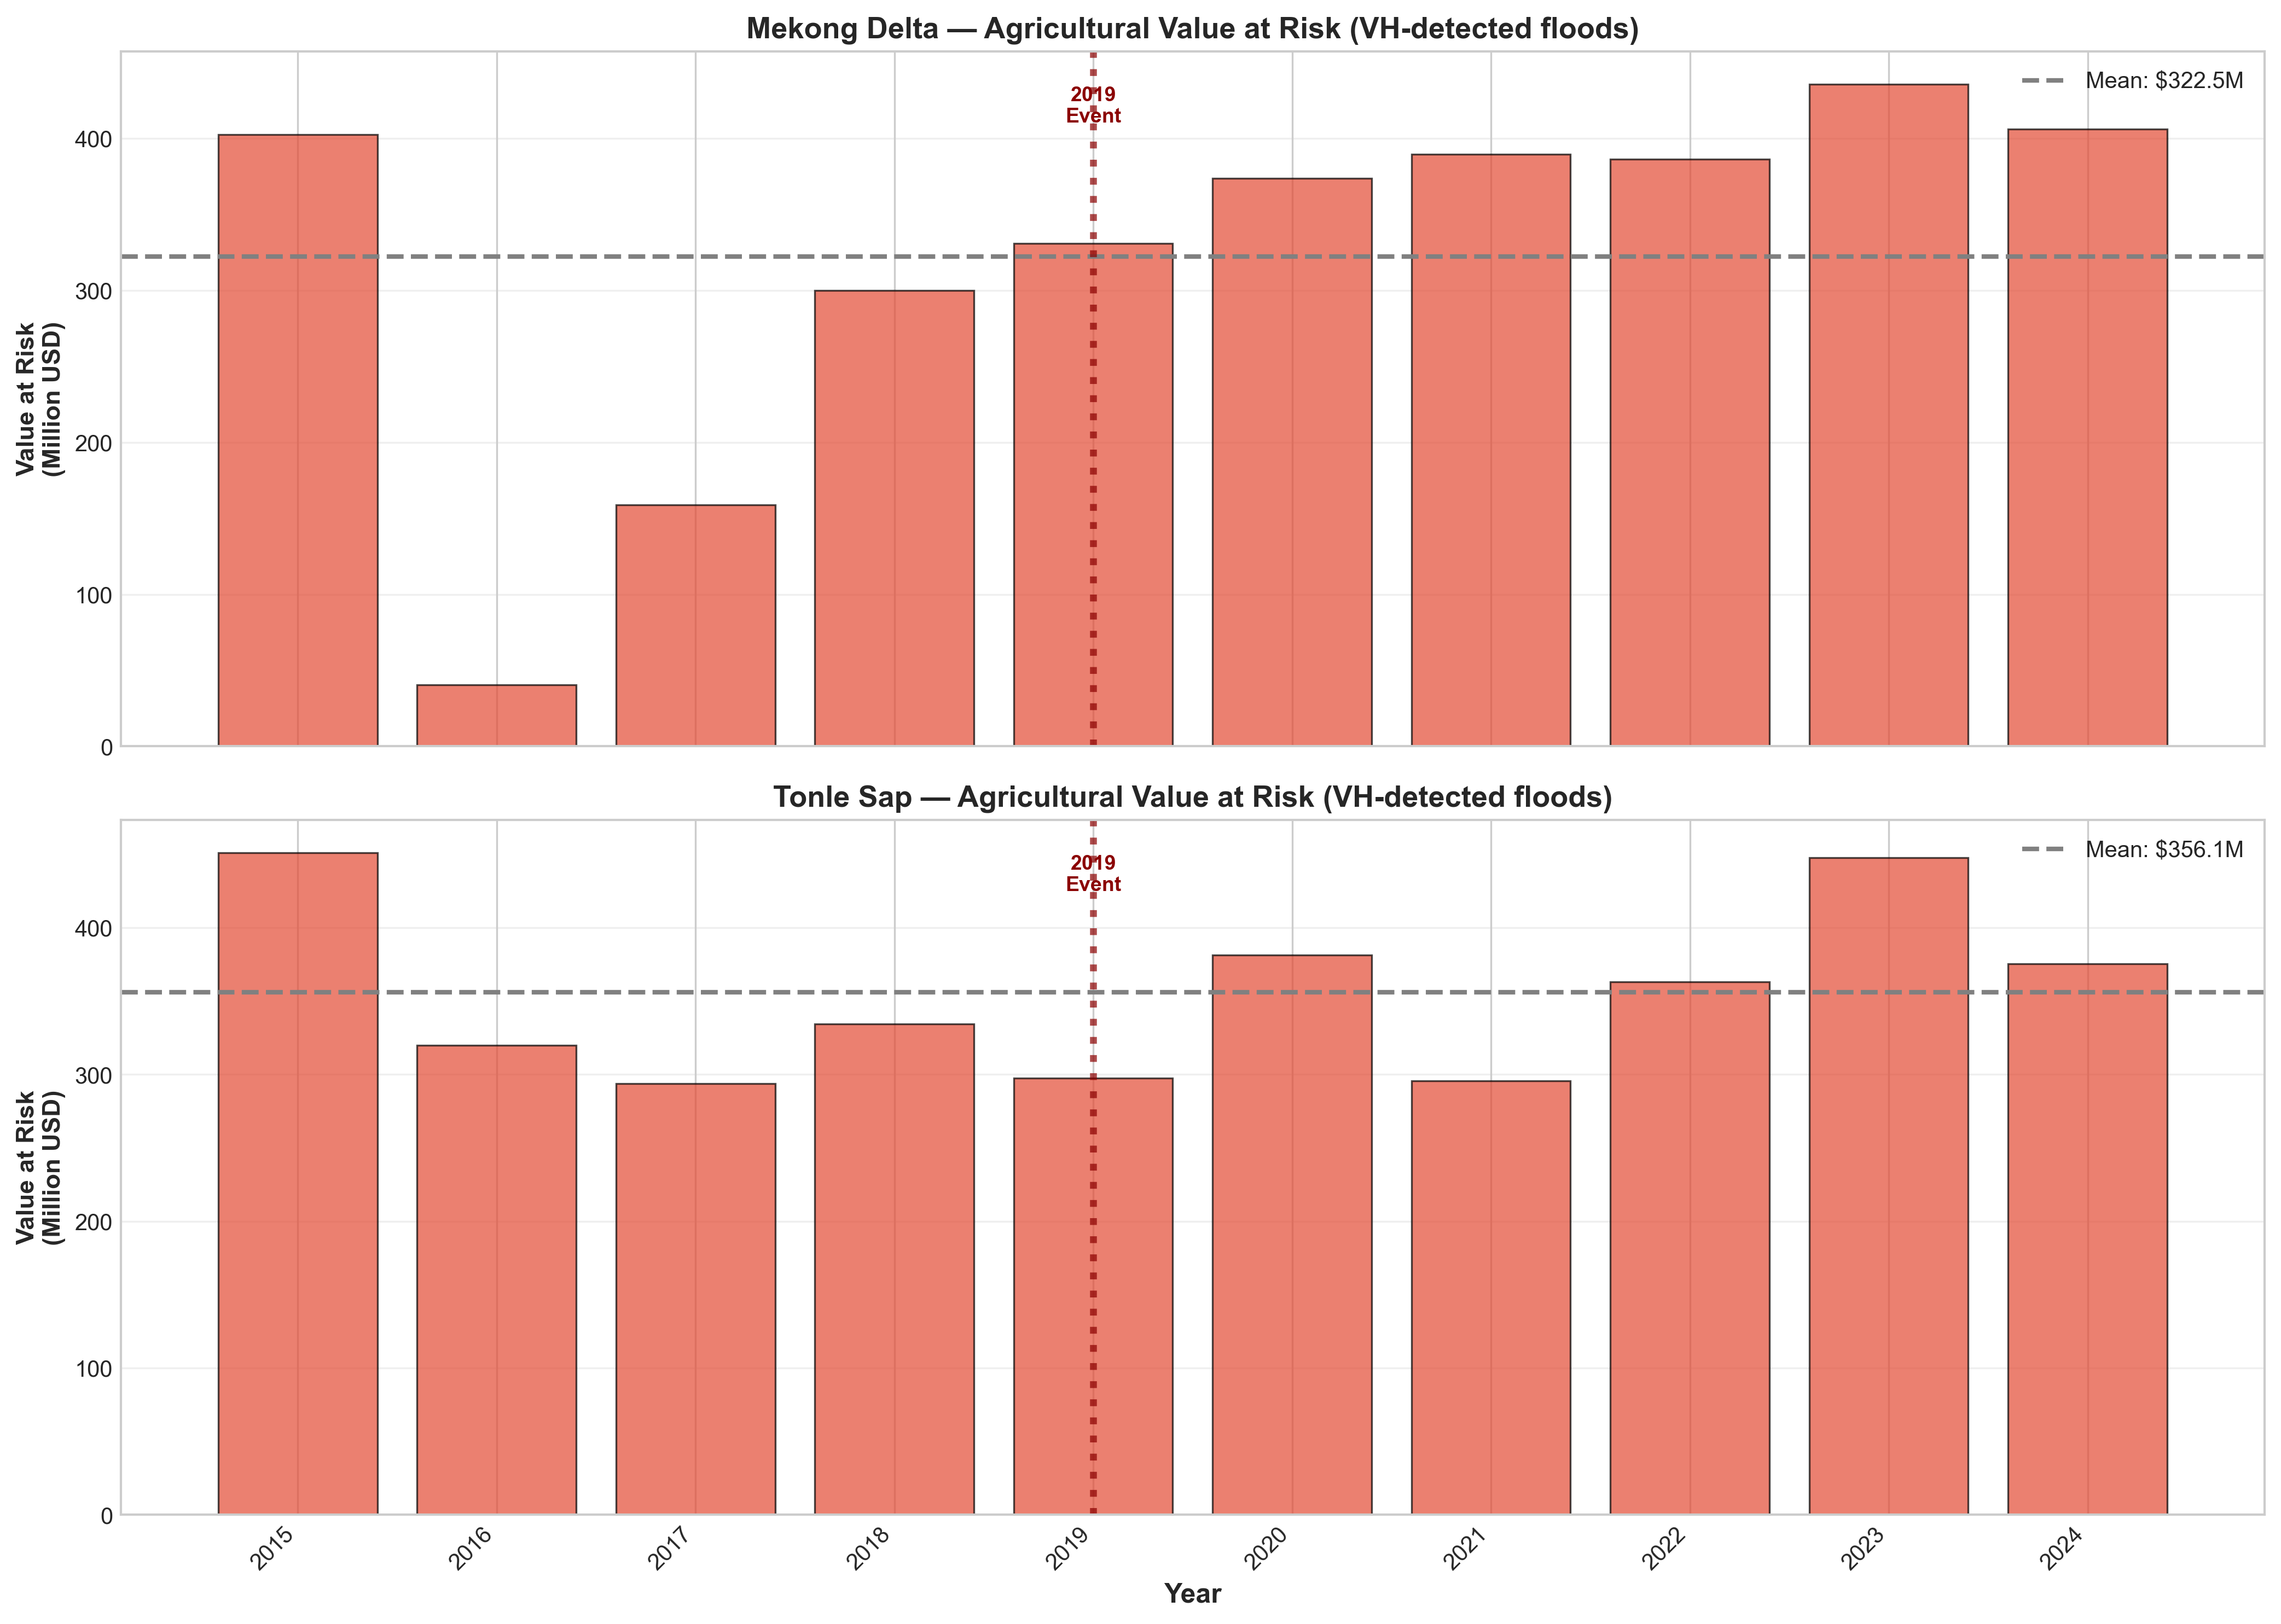 Mekong Delta — Agricultural Value at Risk (VH-detected floods)
Mean: $322.5M
2019
Event
Value at Risk
(Million USD)
400
300
200
100
0
Tonle Sap — Agricultural Value at Risk (VH-detected floods)
Mean: $356.1M
2019
Event
Value at Risk
(Million USD)
400
300
200
100
0
2015
2016
2017
2018
2019
2020
2021
2022
2023
2024
Year